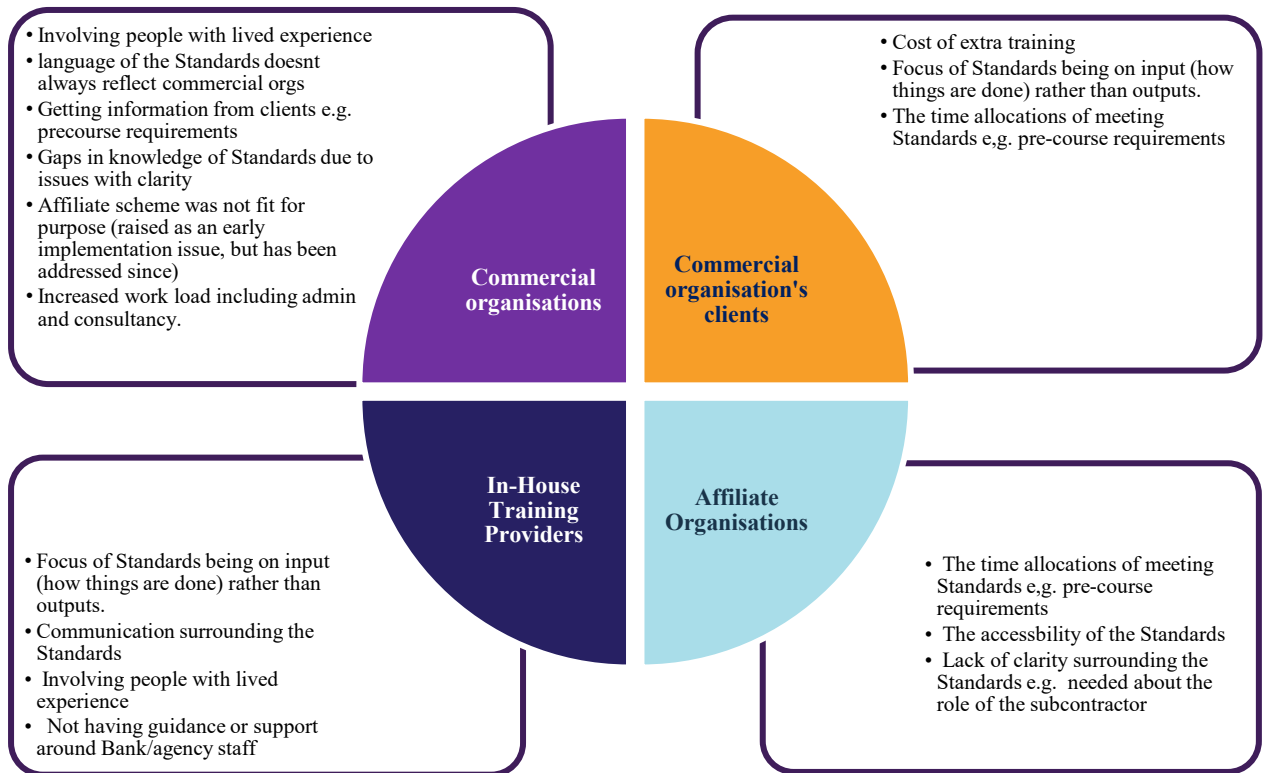 • Involving people with lived experience
• language of the Standards doesnt
always reflect commercial orgs
• Getting information from clients e.g.
precourse requirements
• Gaps in knowledge of Standards due to
issues with clarity
• Affiliate scheme was not fit for
purpose (raised as an early
implementation issue, but has been
addressed since)
• Increased work load including admin
and consultancy.
• Cost of extra training
• Focus of Standards being on input (how
things are done) rather than outputs.
• The time allocations of meeting
Standards e,g. pre-course requirements
Commercial
organisations
Commercial
organisation's
clients
In-House
Training
Providers
Affiliate
Organisations
• Focus of Standards being on input
(how things are done) rather than
outputs.
• Communication surrounding the
Standards
• Involving people with lived
experience
• Not having guidance or support
around Bank/agency staff
• The time allocations of meeting
Standards e,g. pre-course
requirements
• The accessbility of the Standards
• Lack of clarity surrounding the
Standards e.g. needed about the
role of the subcontractor